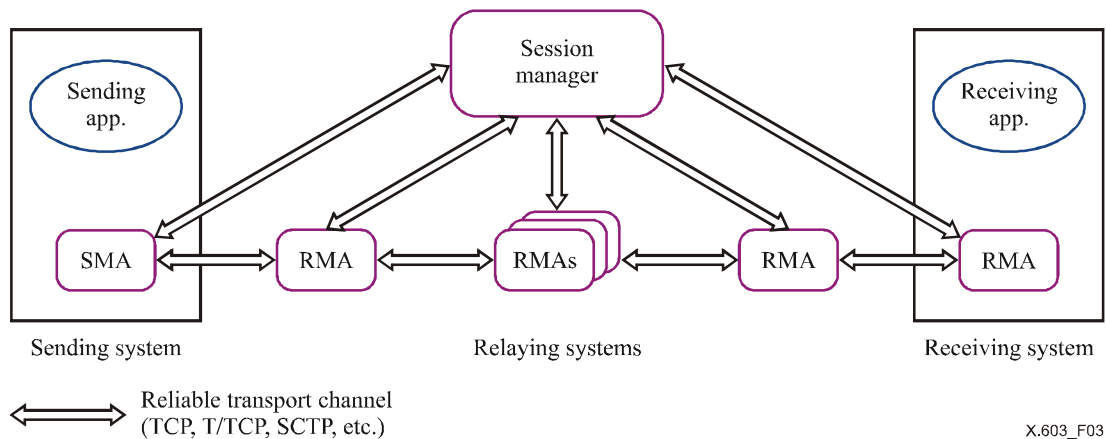 Session
manager
Sending
app.
Receiving
app.
SMA
RMA
RMAs
RMA
RMA
Sending system
Relaying systems
Receiving system
Reliable transport channel
(TCP, T/TCP, SCTP, etc.)
X.603_F03